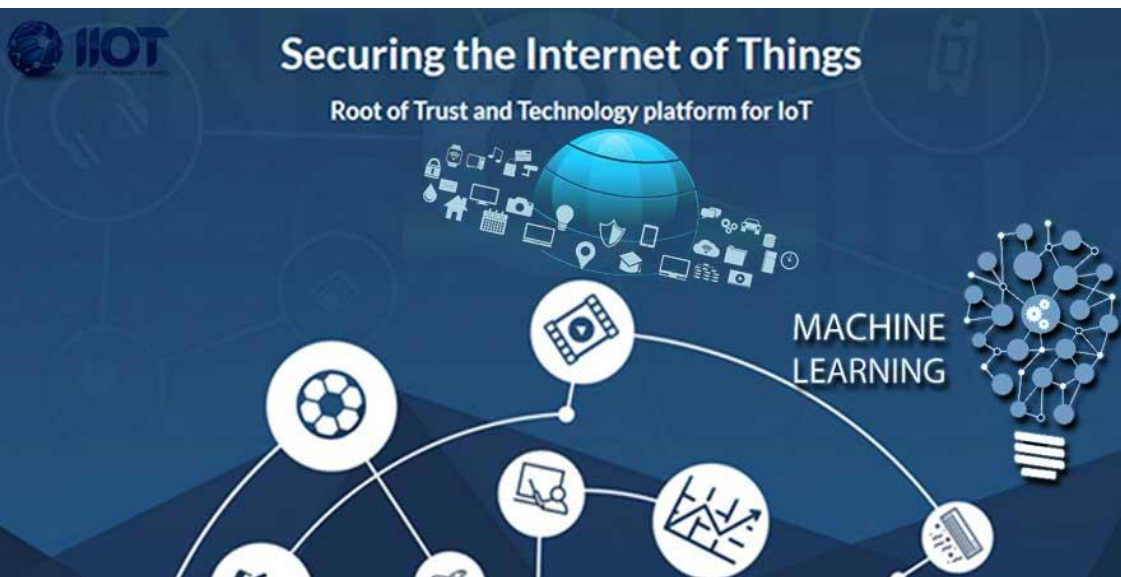 IIOT
Securing the Internet of Things
Root of Trust and Technology platform for IoT
MACHINE
LEARNING